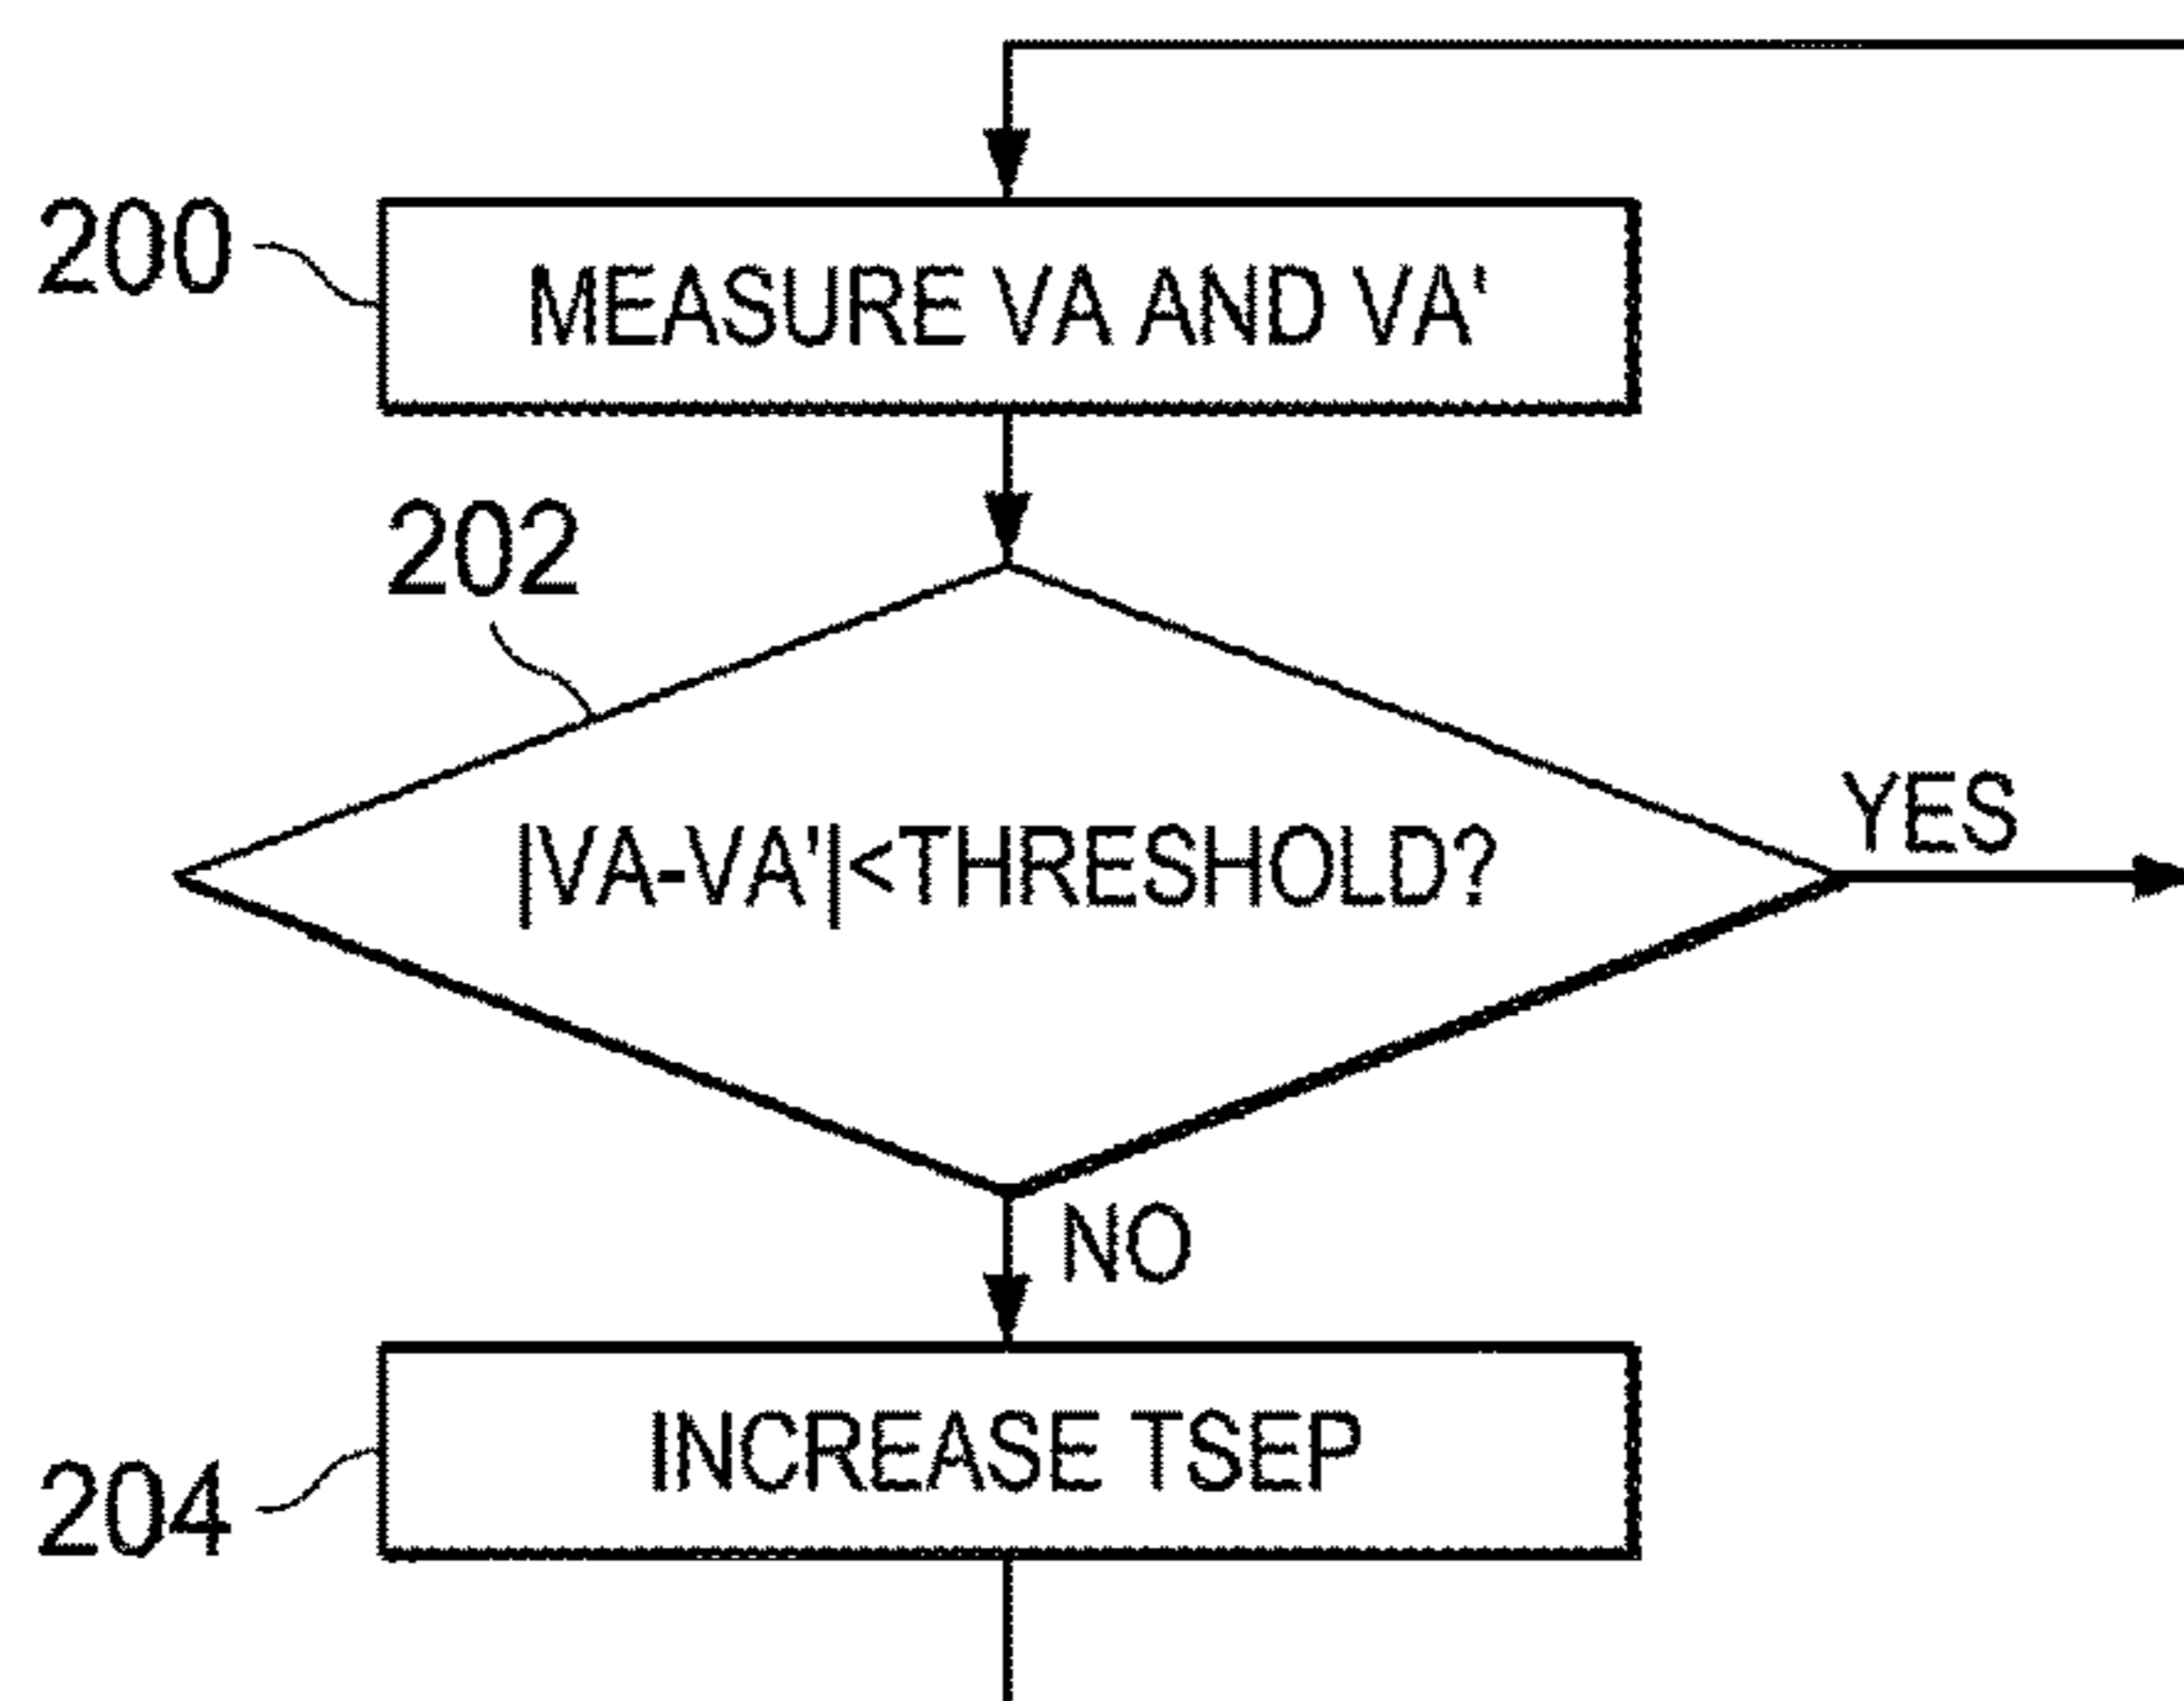 200
MEASURE VA AND VA'
202
|VA-VA'|<THRESHOLD?
YES
NO
INCREASE TSEP
204